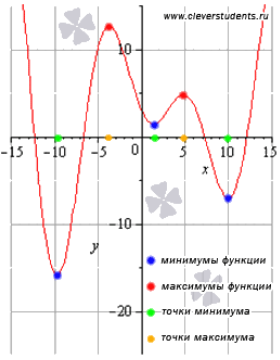 www.cleverstudents.ru
10
-15 -10 -5 0 5 10 15
x
-10
y
минимумы функции
максимумы функции
точки минимума
-20
точки максимума